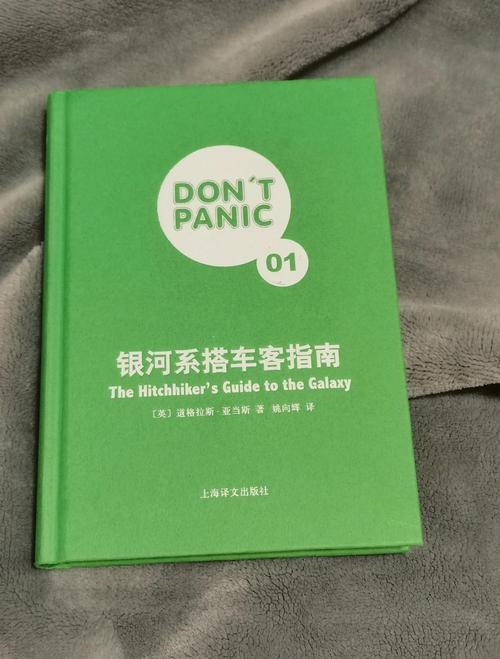 DON´T
PANIC
01
银河系搭车客指南
The Hitchhiker's Guide to the Galaxy
［英］道格拉斯·亚当斯 著 姚向辉 译
上海译文出版社